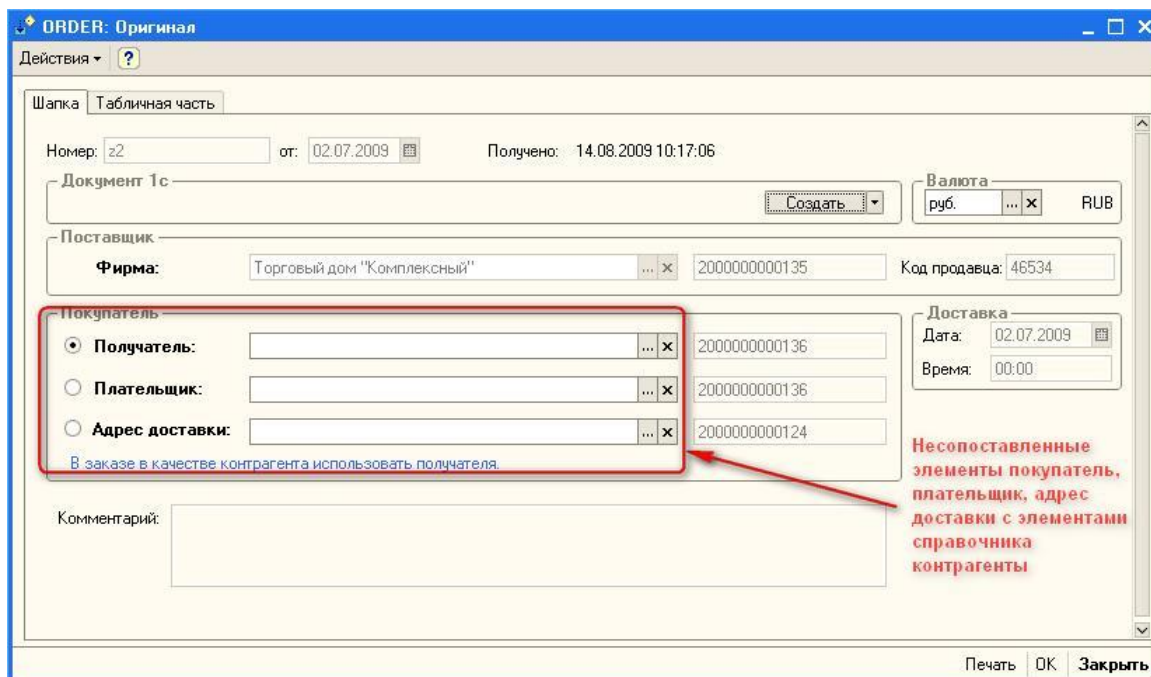 ORDER: Оригинал
Действия ?
Шапка Табличная часть
Номер: z2 от: 02.07.2009 Получено: 14.08.2009 10:17:06
Документ 1с
Создать
Валюта
руб. ... x RUB
Поставщик
Фирма: Торговый дом "Комплексный" ... x 2000000000135 Код продавца: 46534
Покупатель
Получатель: ... x 2000000000136
Плательщик: ... x 2000000000136
Адрес доставки: ... x 2000000000124
В заказе в качестве контрагента использовать получателя.
Доставка
Дата: 02.07.2009
Время: 00:00
Несопоставленные
элементы покупатель,
плательщик, адрес
доставки с элементами
справочника
контрагенты
Комментарий:
Печать OK Закрыть